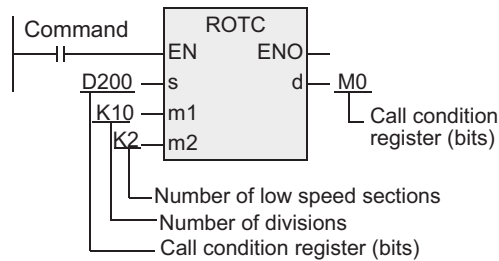 Command
ROTC
EN ENO
D200 s d M0
K10 m1
K2 m2
Call condition
register (bits)
Number of low speed sections
Number of divisions
Call condition register (bits)